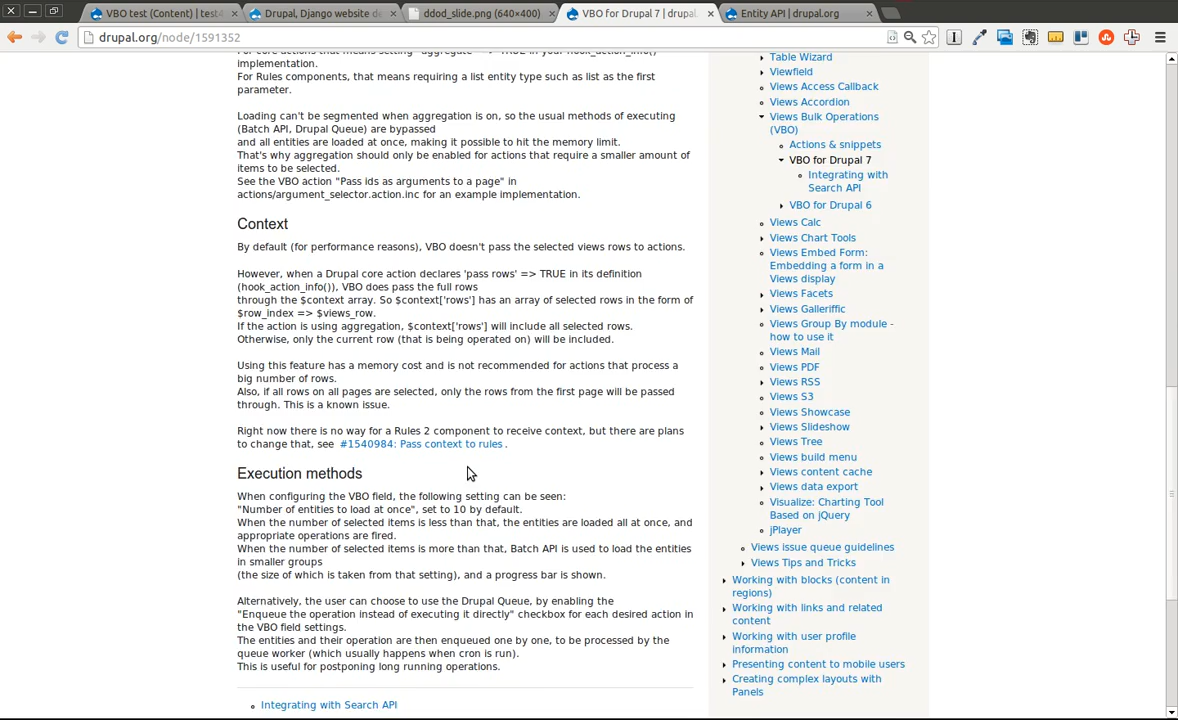 VBO test (Content) | test4
Drupal, Django website de
ddod_slide.png (640×400)
VBO for Drupal 7 | drupal.
Entity API | drupal.org
drupal.org/node/1591352
implementation.
For Rules components, that means requiring a list entity type such as list as the first
parameter.
Loading can't be segmented when aggregation is on, so the usual methods of executing
(Batch API, Drupal Queue) are bypassed
and all entities are loaded at once, making it possible to hit the memory limit.
That's why aggregation should only be enabled for actions that require a smaller amount of
items to be selected.
See the VBO action "Pass ids as arguments to a page" in
actions/argument_selector.action.inc for an example implementation.
Context
By default (for performance reasons), VBO doesn't pass the selected views rows to actions.
However, when a Drupal core action declares 'pass rows' => TRUE in its definition
(hook_action_info()), VBO does pass the full rows
through the $context array. So $context['rows'] has an array of selected rows in the form of
$row_index => $views_row.
If the action is using aggregation, $context['rows'] will include all selected rows.
Otherwise, only the current row (that is being operated on) will be included.
Using this feature has a memory cost and is not recommended for actions that process a
big number of rows.
Also, if all rows on all pages are selected, only the rows from the first page will be passed
through. This is a known issue.
Right now there is no way for a Rules 2 component to receive context, but there are plans
to change that, see #1540984: Pass context to rules .
Execution methods
When configuring the VBO field, the following setting can be seen:
"Number of entities to load at once", set to 10 by default.
When the number of selected items is less than that, the entities are loaded all at once, and
appropriate operations are fired.
When the number of selected items is more than that, Batch API is used to load the entities
in smaller groups
(the size of which is taken from that setting), and a progress bar is shown.
Alternatively, the user can choose to use the Drupal Queue, by enabling the
"Enqueue the operation instead of executing it directly" checkbox for each desired action in
the VBO field settings.
The entities and their operation are then enqueued one by one, to be processed by the
queue worker (which usually happens when cron is run).
This is useful for postponing long running operations.
Integrating with Search API
Table Wizard
Viewfield
Views Access Callback
Views Accordion
Views Bulk Operations
(VBO)
Actions & snippets
VBO for Drupal 7
Integrating with
Search API
VBO for Drupal 6
Views Calc
Views Chart Tools
Views Embed Form:
Embedding a form in a
Views display
Views Facets
Views Galleriffic
Views Group By module -
how to use it
Views Mail
Views PDF
Views RSS
Views S3
Views Showcase
Views Slideshow
Views Tree
Views build menu
Views content cache
Views data export
Visualize: Charting Tool
Based on jQuery
jPlayer
Views issue queue guidelines
Views Tips and Tricks
Working with blocks (content in
regions)
Working with links and related
content
Working with user profile
information
Presenting content to mobile users
Creating complex layouts with
Panels